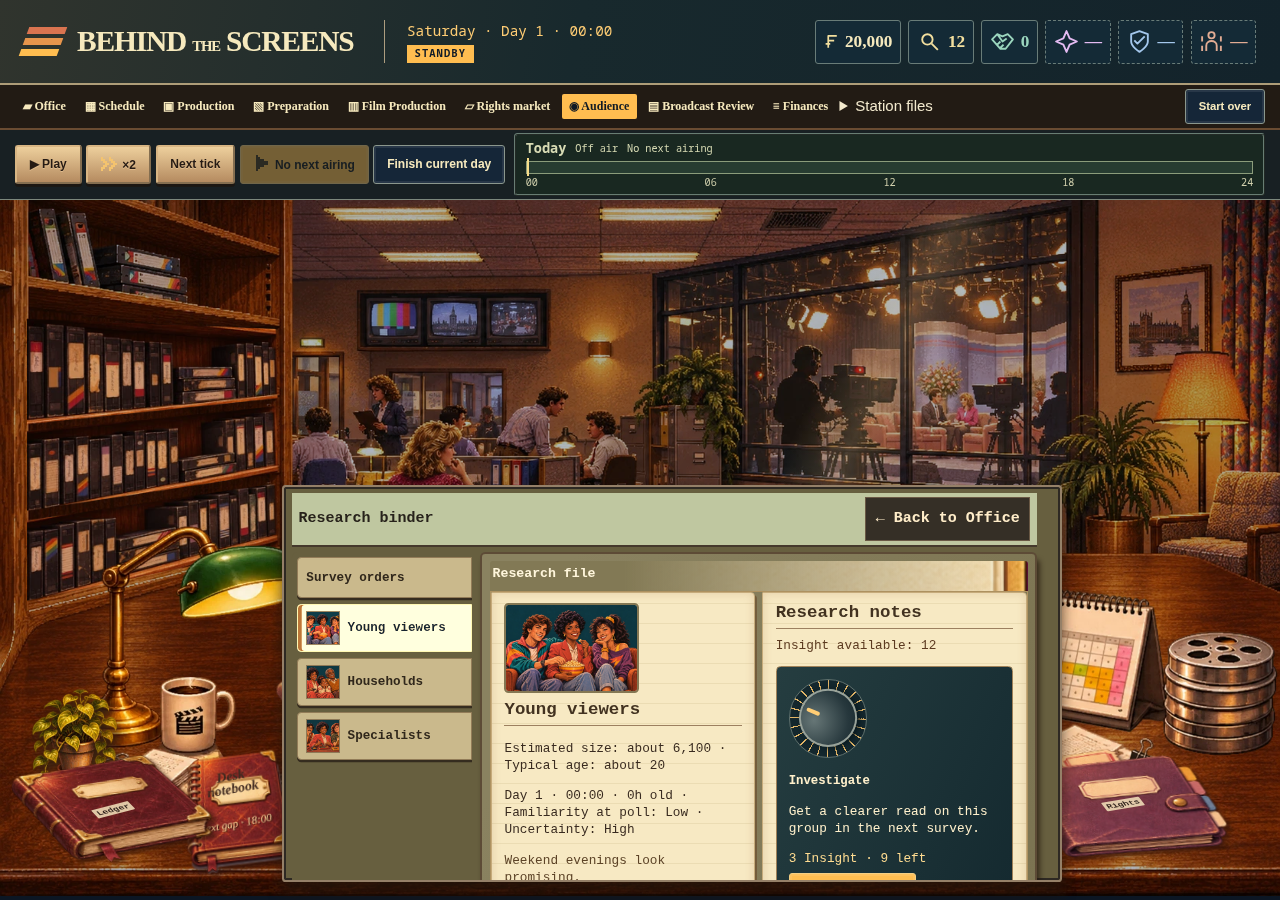 BEHIND THE SCREENS
Saturday · Day 1 · 00:00
STANDBY
20,000
12
0
—
—
—
Office
Schedule
Production
Preparation
Film Production
Rights market
Audience
Broadcast Review
Finances
Station files
Start over
Play
×2
Next tick
No next airing
Finish current day
Today Off air No next airing
00 06 12 18 24
Research binder
← Back to Office
Survey orders
Young viewers
Households
Specialists
Research file
Young viewers
Estimated size: about 6,100 ·
Typical age: about 20
Day 1 · 00:00 · 0h old ·
Familiarity at poll: Low ·
Uncertainty: High
Weekend evenings look
promising.
Research notes
Insight available: 12
Investigate
Get a clearer read on this
group in the next survey.
3 Insight · 9 left
Ledger
Desk
notebook
gap · 18:00
Rights